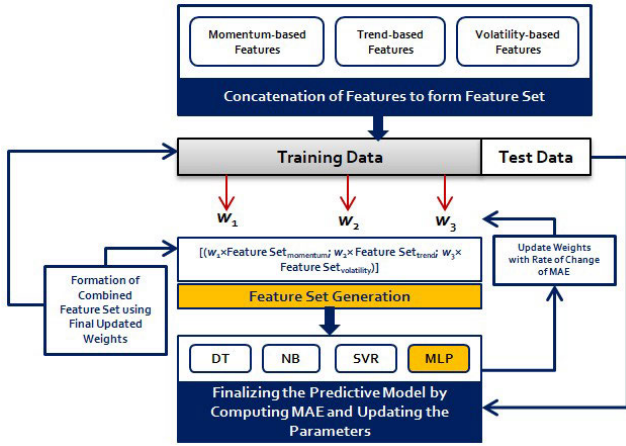 Momentum-based
Features
Trend-based
Features
Volatility-based
Features
Concatenation of Features to form Feature Set
Training Data
Test Data
w1
w2
w3
[(w1×Feature Setmomentum; w2×Feature Settrend; w3×
Feature Setvolatility)]
Feature Set Generation
Update Weights
with Rate of Change
of MAE
Formation of
Combined
Feature Set using
Final Updated
Weights
DT
NB
SVR
MLP
Finalizing the Predictive Model by
Computing MAE and Updating the
Parameters